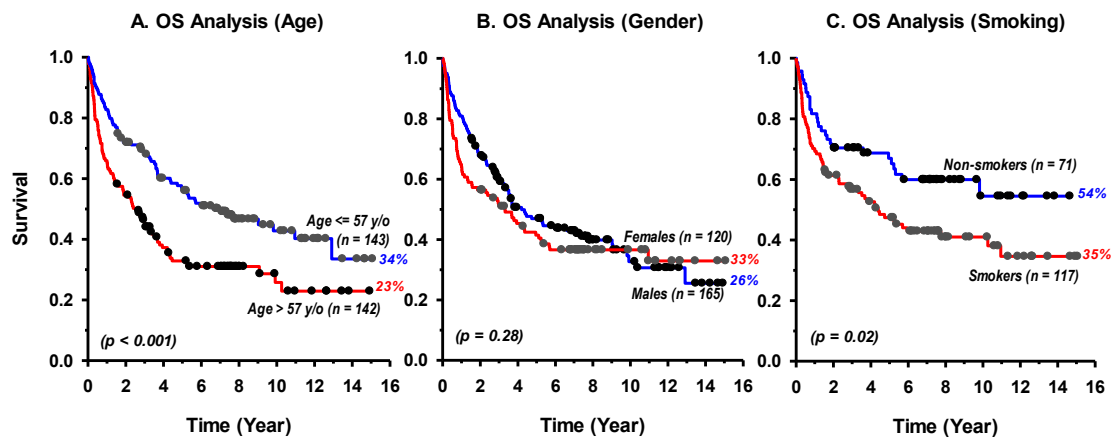 A. OS Analysis (Age)
B. OS Analysis (Gender)
C. OS Analysis (Smoking)
Survival
1.0
0.8
0.6
0.4
0.2
0.0
Age <= 57 y/o
(n = 143)
34%
23%
Age > 57 y/o (n = 142)
(p < 0.001)
0 2 4 6 8 10 12 14 16
Time (Year)
1.0
0.8
0.6
0.4
0.2
0.0
Females (n = 120)
33%
26%
Males (n = 165)
(p = 0.28)
0 2 4 6 8 10 12 14 16
Time (Year)
1.0
0.8
0.6
0.4
0.2
0.0
Non-smokers (n = 71)
54%
35%
Smokers (n = 117)
(p = 0.02)
0 2 4 6 8 10 12 14 16
Time (Year)